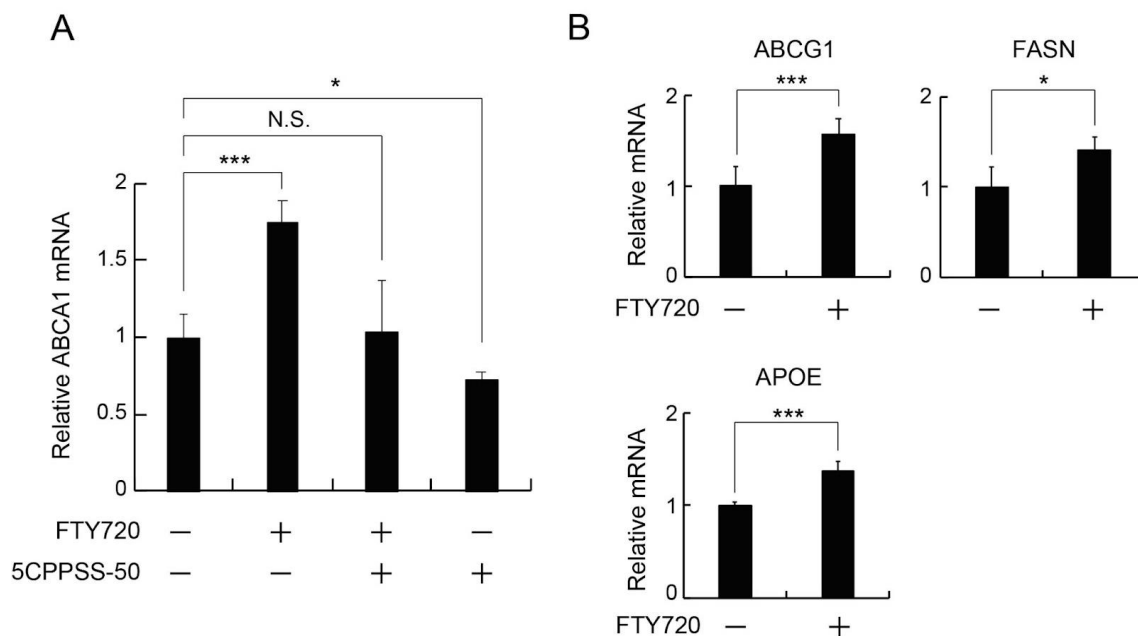 A
*
N.S.
***
Relative ABCA1 mRNA
2
1.5
1
0.5
0
FTY720 − + + −
5CPPSS-50 − − + +
B
ABCG1
***
Relative mRNA
2
1
0
FTY720 − +
FASN
*
2
1
0
− +
APOE
***
Relative mRNA
2
1
0
FTY720 − +